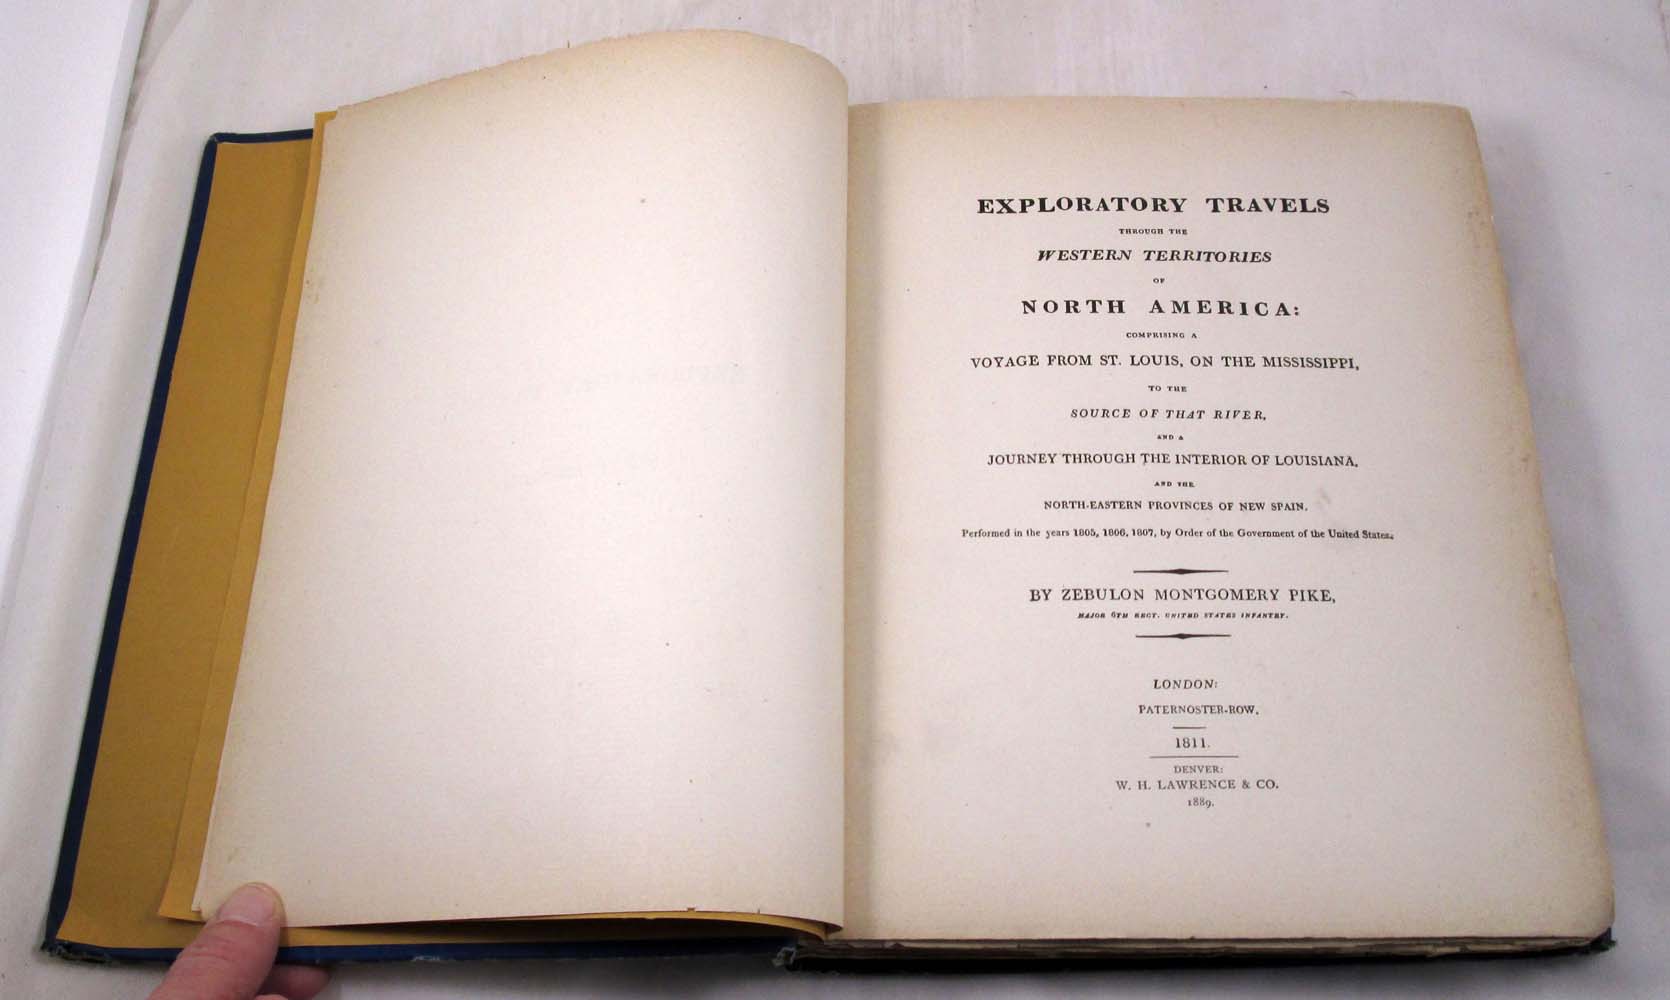 EXPLORATORY TRAVELS
THROUGH THE
WESTERN TERRITORIES
OF
NORTH AMERICA:
COMPRISING A
VOYAGE FROM ST. LOUIS, ON THE MISSISSIPPI,
TO THE
SOURCE OF THAT RIVER,
AND A
JOURNEY THROUGH THE INTERIOR OF LOUISIANA,
AND THE
NORTH-EASTERN PROVINCES OF NEW SPAIN.
Performed in the years 1805, 1806, 1807, by Order of the Government of the United States.
BY ZEBULON MONTGOMERY PIKE,
MAJOR 6TH REGT. UNITED STATES INFANTRY.
LONDON:
PATERNOSTER-ROW.
1811.
DENVER:
W. H. LAWRENCE & CO.
1889.